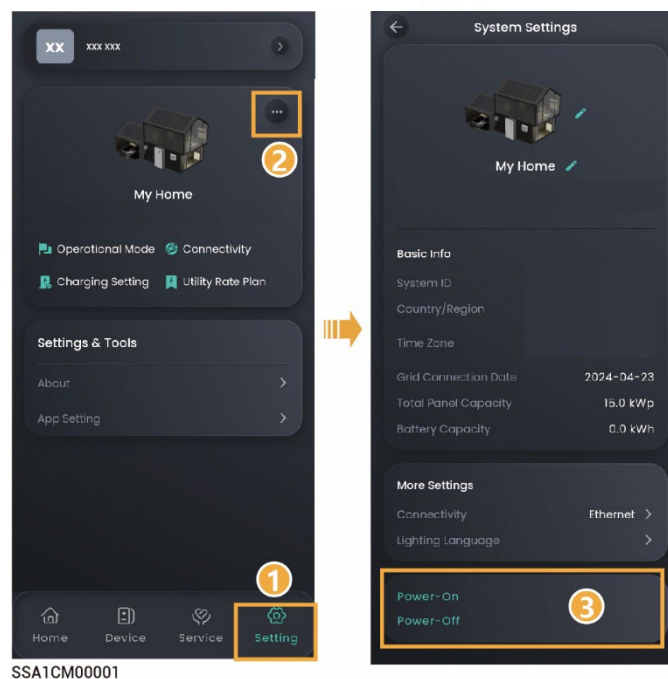 XX xxx xxx
...
2
My Home
Operational Mode Connectivity
Charging Setting Utility Rate Plan
Settings & Tools
About
App Setting
1
Home Device Service Setting
SSA1CM00001
System Settings
My Home
Basic Info
System ID
Country/Region
Time Zone
Grid Connection Date 2024-04-23
Total Panel Capacity 15.0 kWp
Battery Capacity 0.0 kWh
More Settings
Connectivity Ethernet
Lighting Language
Power-On
3
Power-Off